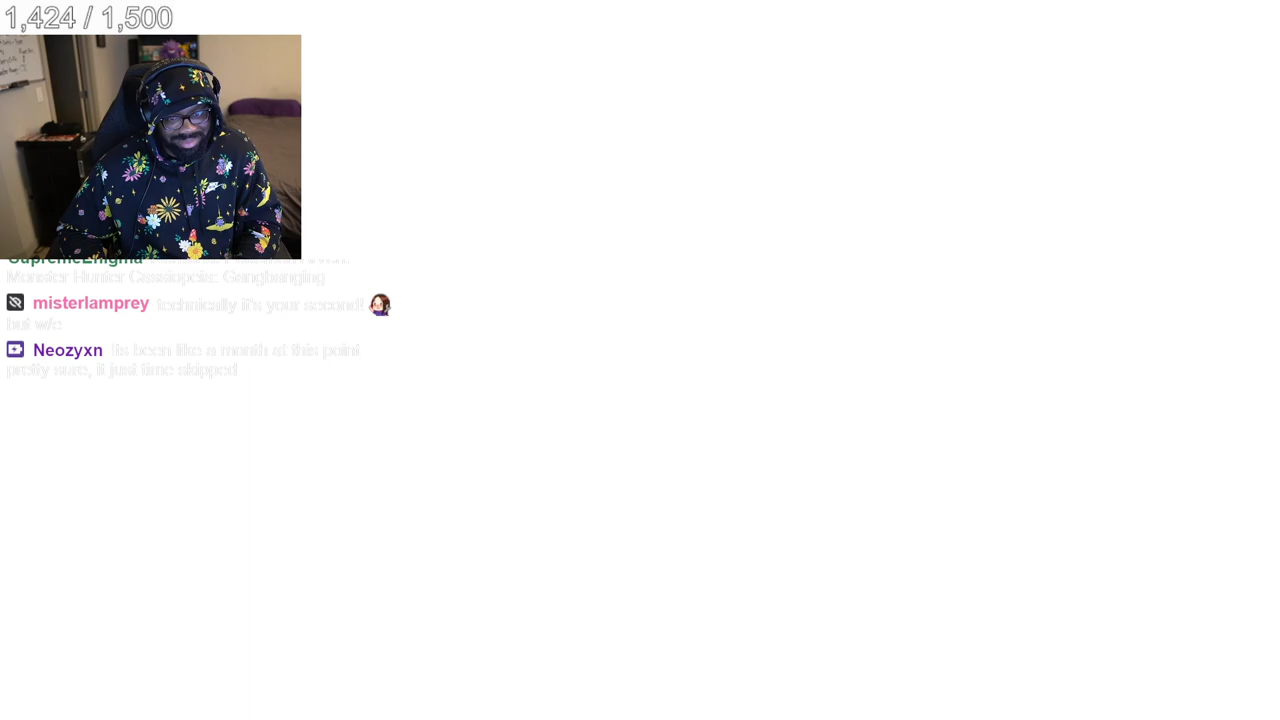 1,424 / 1,500
SupremeEnigma
Monster Hunter Cassiopeia: Gangbanging
misterlamprey technically it's your second!
but w/e
Neozyxn Its been like a month at this point
pretty sure, it just time skipped